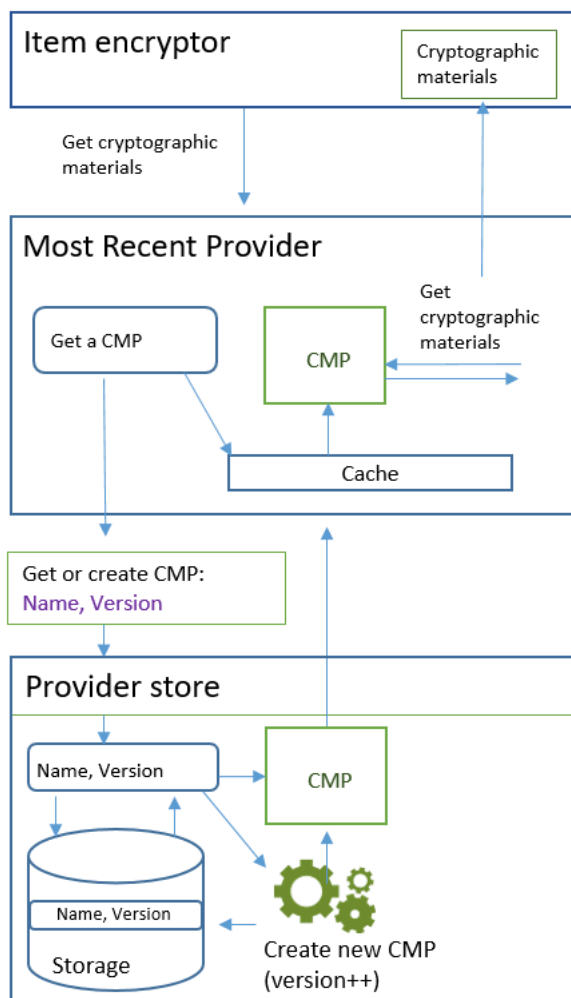 Item encryptor
Cryptographic
materials
Get cryptographic
materials
Most Recent Provider
Get a CMP
CMP
Get
cryptographic
materials
Cache
Get or create CMP:
Name, Version
Provider store
Name, Version
CMP
Name, Version
Storage
Create new CMP
(version++)